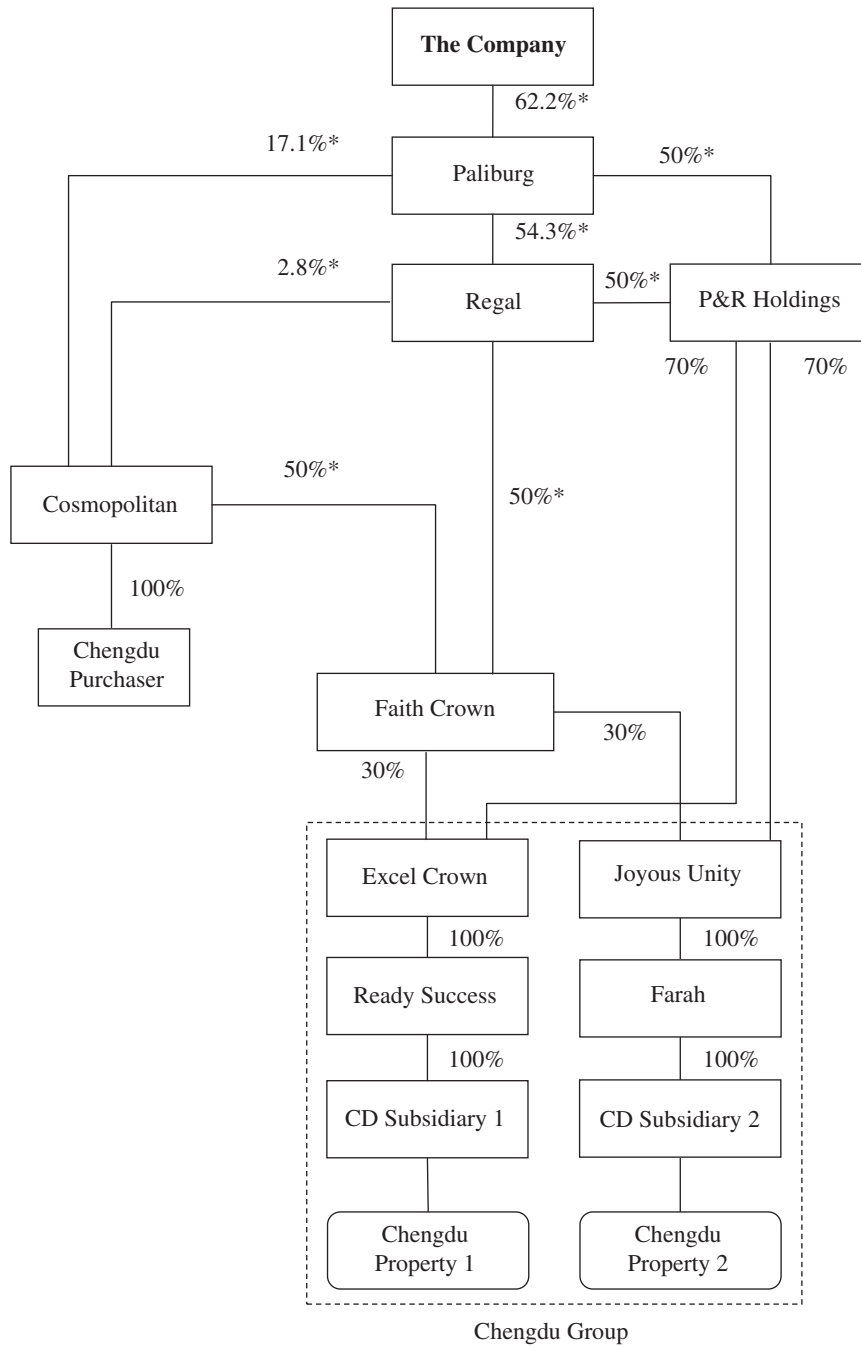 The Company
62.2%*
17.1%*
Paliburg
50%*
54.3%*
2.8%*
Regal
50%*
P&R Holdings
70%
70%
Cosmopolitan
50%*
50%*
100%
Chengdu
Purchaser
Faith Crown
30%
30%
Excel Crown
Joyous Unity
100%
100%
Ready Success
Farah
100%
100%
CD Subsidiary 1
CD Subsidiary 2
Chengdu
Property 1
Chengdu
Property 2
Chengdu Group